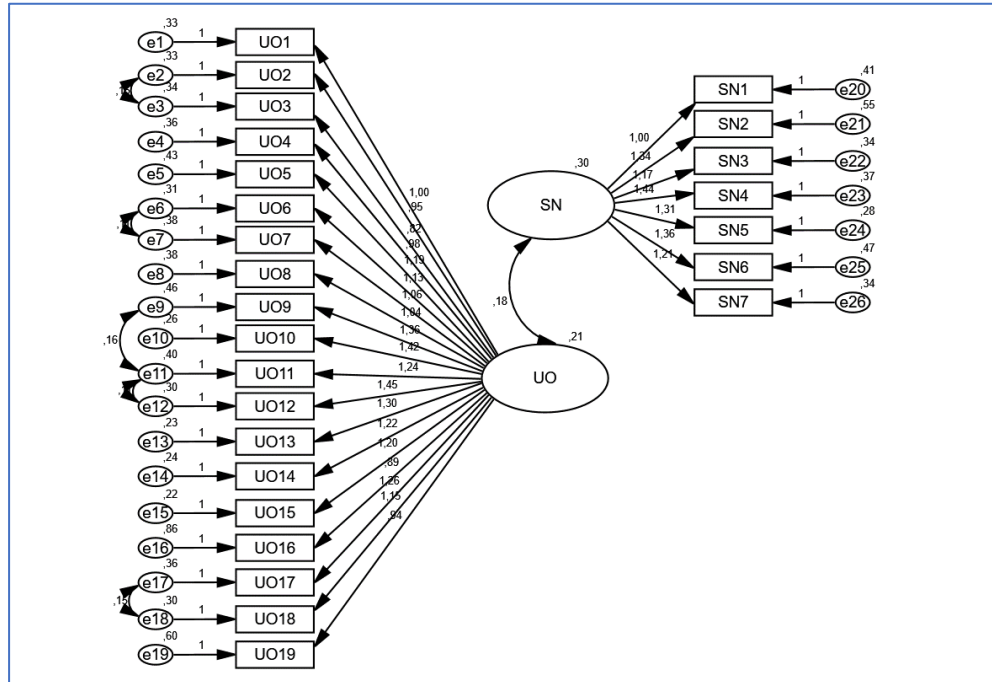 ,33
e1 1 UO1
,33
e2 1 UO2
,34
e3 1 UO3
,36
e4 1 UO4
,43
e5 1 UO5
,31
e6 1 UO6
,38
e7 1 UO7
,38
e8 1 UO8
,46
e9 1 UO9
,26
e10 1 UO10
,16
,40
e11 1 UO11
,30
e12 1 UO12
,23
e13 1 UO13
,24
e14 1 UO14
,22
e15 1 UO15
,86
e16 1 UO16
,36
e17 1 UO17
,15
,30
e18 1 UO18
,60
e19 1 UO19
1,00
,95
,82
,98
1,19
1,13
1,06
1,04
1,36
1,42
1,24
1,45
1,30
1,22
1,20
,89
1,26
1,15
,94
,30
SN
,18
,21
UO
1,00
1,34
1,17
1,44
1,31
1,36
1,21
,41
SN1 1 e20
,55
SN2 1 e21
,34
SN3 1 e22
,37
SN4 1 e23
,28
SN5 1 e24
,47
SN6 1 e25
,34
SN7 1 e26